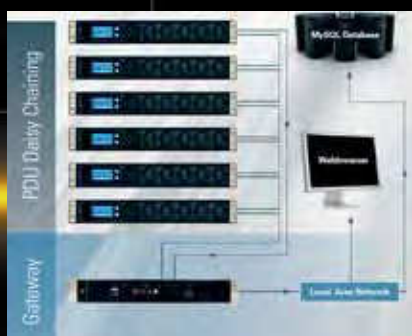 PDU Daisy Chaining
MySQL Database
Webbrowser
Gateway
Local Area Network